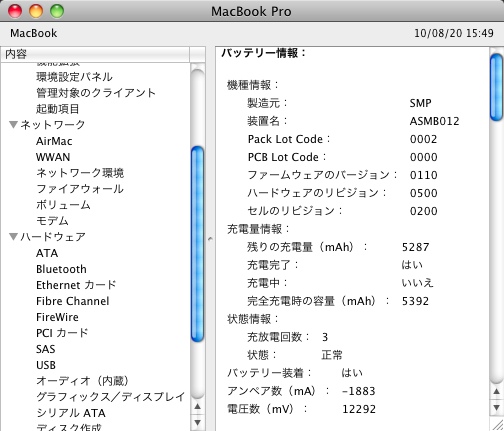 MacBook Pro
MacBook
10/08/20 15:49
内容
機能拡張
環境設定パネル
管理対象のクライアント
起動項目
ネットワーク
AirMac
WWAN
ネットワーク環境
ファイアウォール
ボリューム
モデム
ハードウェア
ATA
Bluetooth
Ethernet カード
Fibre Channel
FireWire
PCI カード
SAS
USB
オーディオ（内蔵）
グラフィックス／ディスプレイ
シリアル ATA
ディスク作成
バッテリー情報：
機種情報：
製造元： SMP
装置名： ASMB012
Pack Lot Code： 0002
PCB Lot Code： 0000
ファームウェアのバージョン： 0110
ハードウェアのリビジョン： 0500
セルのリビジョン： 0200
充電量情報：
残りの充電量（mAh）： 5287
充電完了： はい
充電中： いいえ
完全充電時の容量（mAh）： 5392
状態情報：
充放電回数： 3
状態： 正常
バッテリー装着： はい
アンペア数（mA）： -1883
電圧数（mV）： 12292